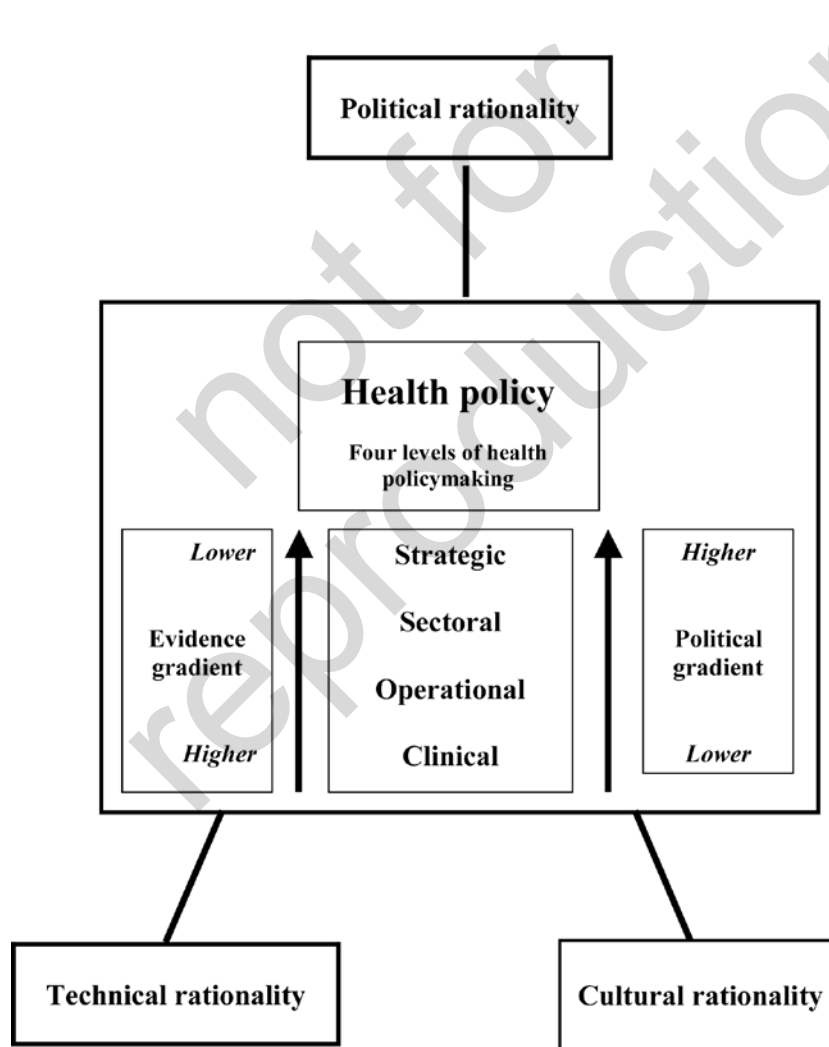 Political rationality
Health policy
Four levels of health
policymaking
Lower
Evidence
gradient
Higher
Strategic
Sectoral
Operational
Clinical
Higher
Political
gradient
Lower
Technical rationality
Cultural rationality
not for
reproduction